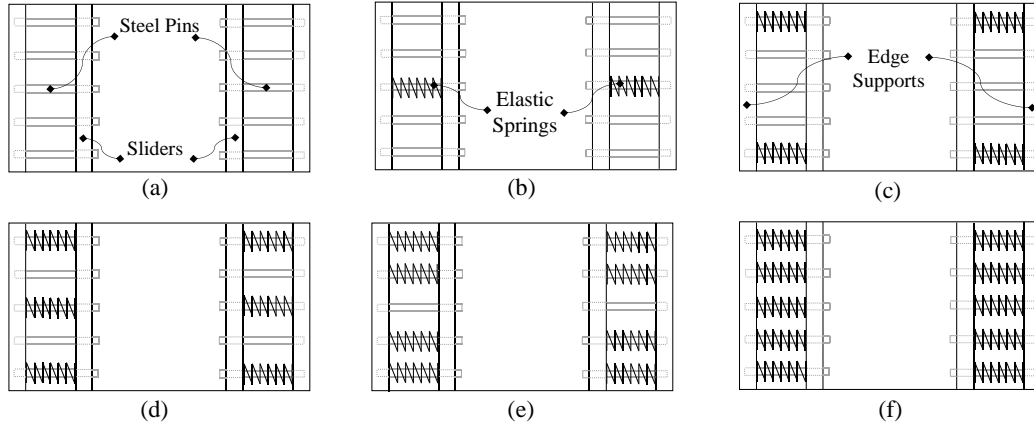 Steel Pins
Sliders
(a)
Elastic
Springs
(b)
Edge
Supports
(c)
(d)
(e)
(f)